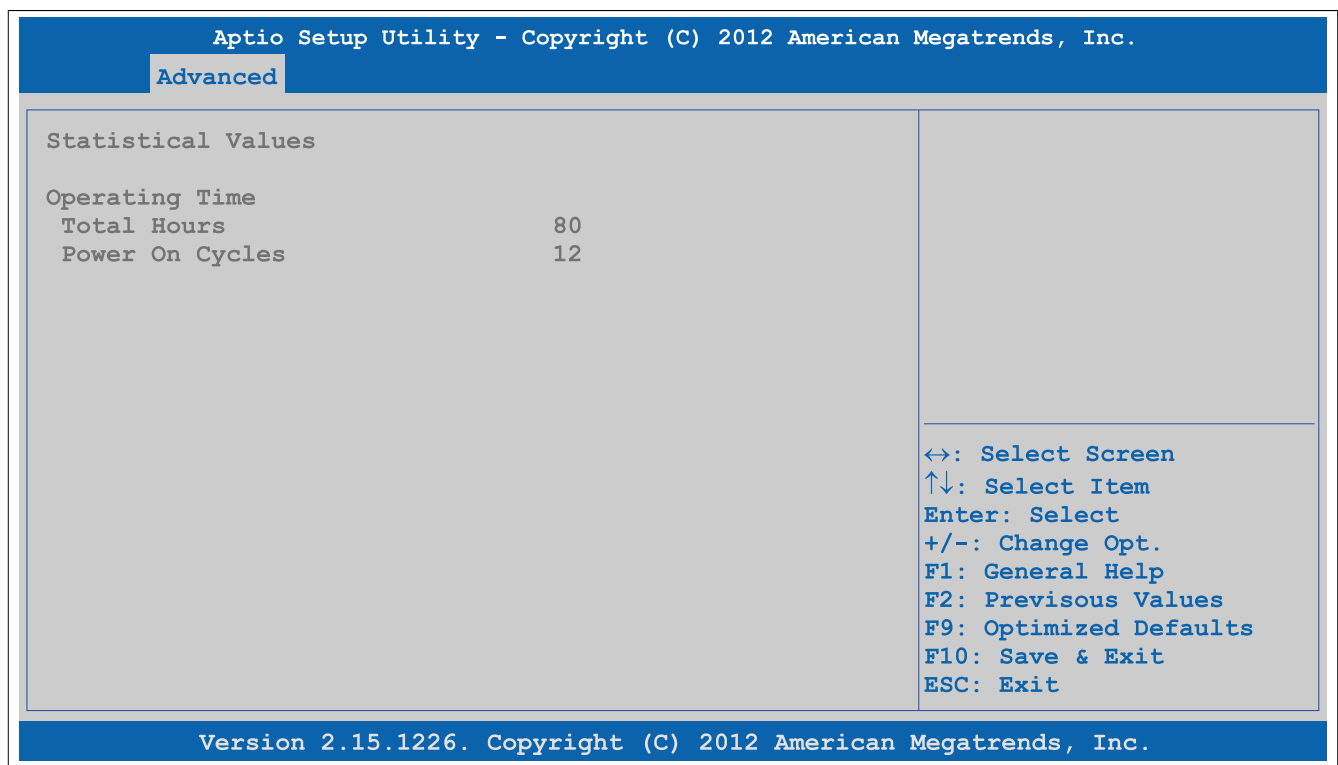 Aptio Setup Utility - Copyright (C) 2012 American Megatrends, Inc.
Advanced
Statistical Values
Operating Time
Total Hours 80
Power On Cycles 12
↔: Select Screen
↑↓: Select Item
Enter: Select
+/-: Change Opt.
F1: General Help
F2: Previsous Values
F9: Optimized Defaults
F10: Save & Exit
ESC: Exit
Version 2.15.1226. Copyright (C) 2012 American Megatrends, Inc.